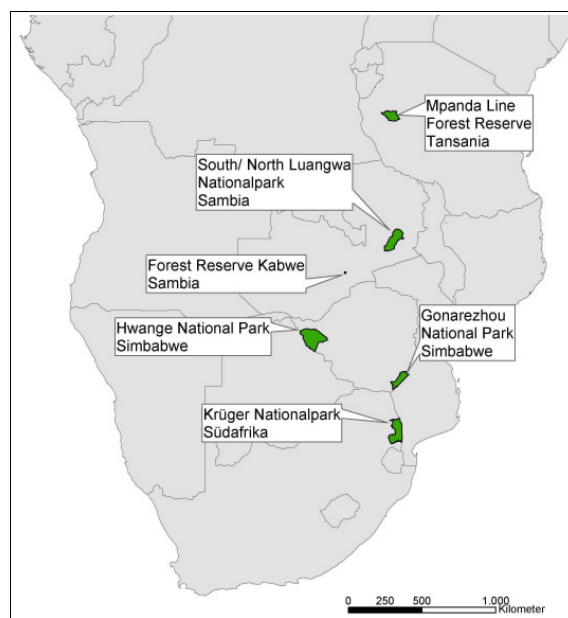 Mpanda Line
Forest Reserve
Tansania
South/ North Luangwa
Nationalpark
Sambia
Forest Reserve Kabwe
Sambia
Gonarezhou
National Park
Simbabwe
Hwange National Park
Simbabwe
Krüger Nationalpark
Südafrika
0 250 500 1.000
Kilometer